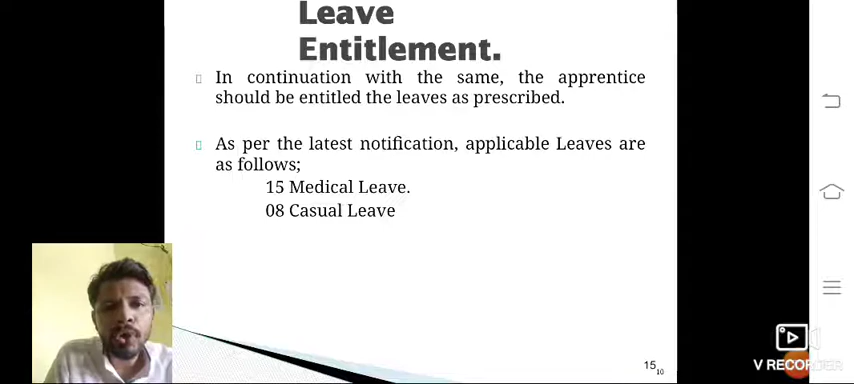 Leave
Entitlement.
In continuation with the same, the apprentice
should be entitled the leaves as prescribed.
As per the latest notification, applicable Leaves are
as follows;
15 Medical Leave.
08 Casual Leave
15
10
V RECORDER